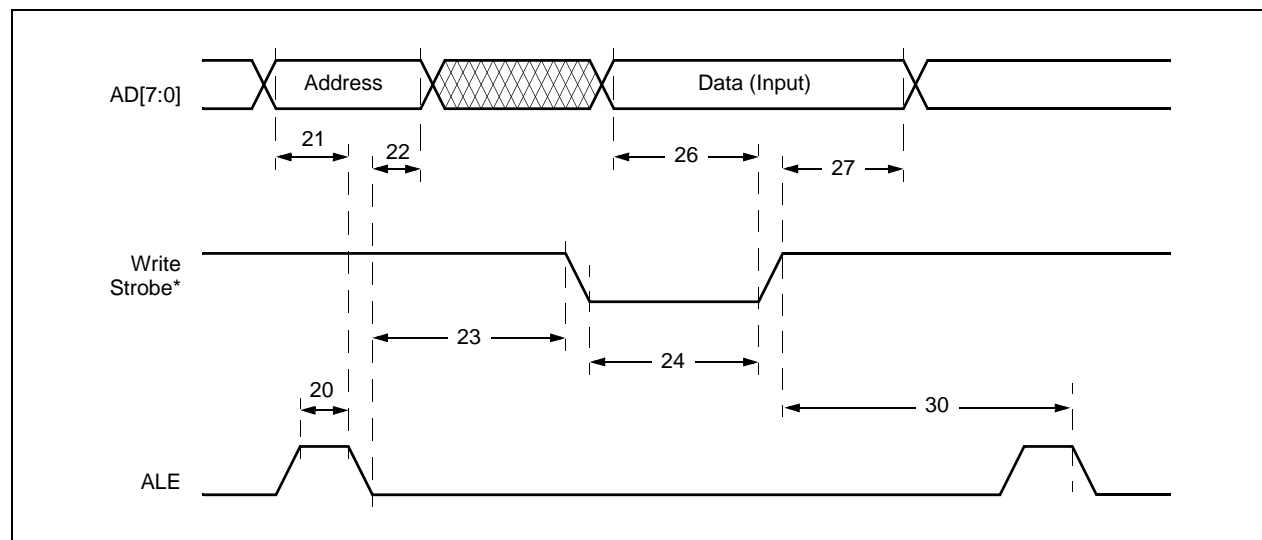 AD[7:0]
Address
Data (Input)
21
22
26
27
Write
Strobe*
23
24
20
30
ALE